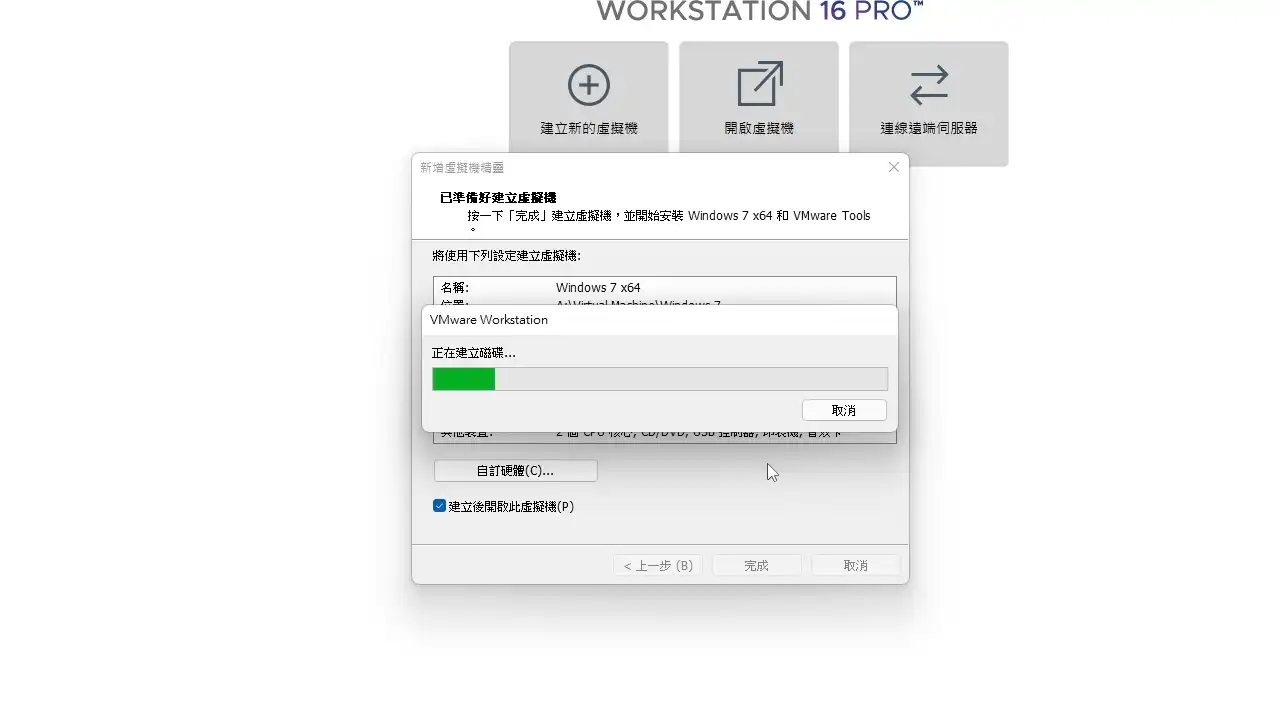 WORKSTATION 16 PRO™
建立新的虛擬機
開啟虛擬機
連線遠端伺服器
新增虛擬機精靈
已準備好建立虛擬機
按一下「完成」建立虛擬機，並開始安裝 Windows 7 x64 和 VMware Tools
。
將使用下列設定建立虛擬機:
名稱: Windows 7 x64
位置: A:\Virtual Machine\Windows 7
VMware Workstation
正在建立磁碟...
取消
其他裝置: 2 個 CPU 核心, CD/DVD, USB 控制器, 印表機, 音效卡
自訂硬體(C)...
建立後開啟此虛擬機(P)
< 上一步 (B) 完成 取消